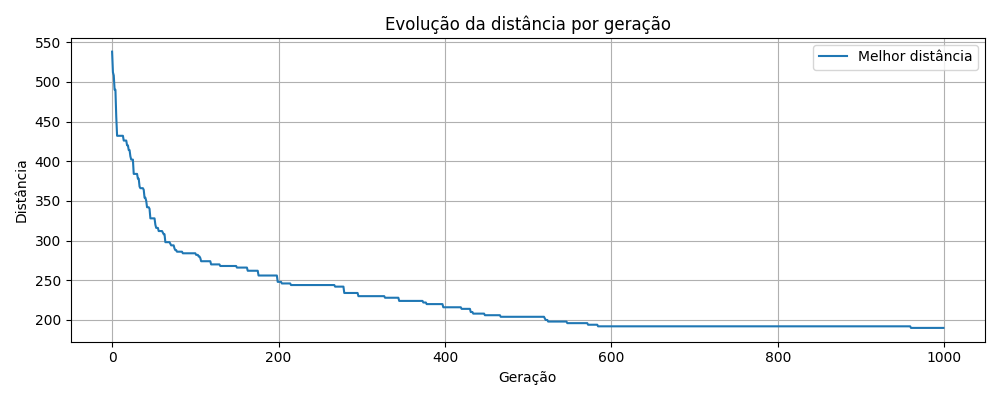 Evolução da distância por geração
Melhor distância
Distância
550
500
450
400
350
300
250
200
0 200 400 600 800 1000
Geração